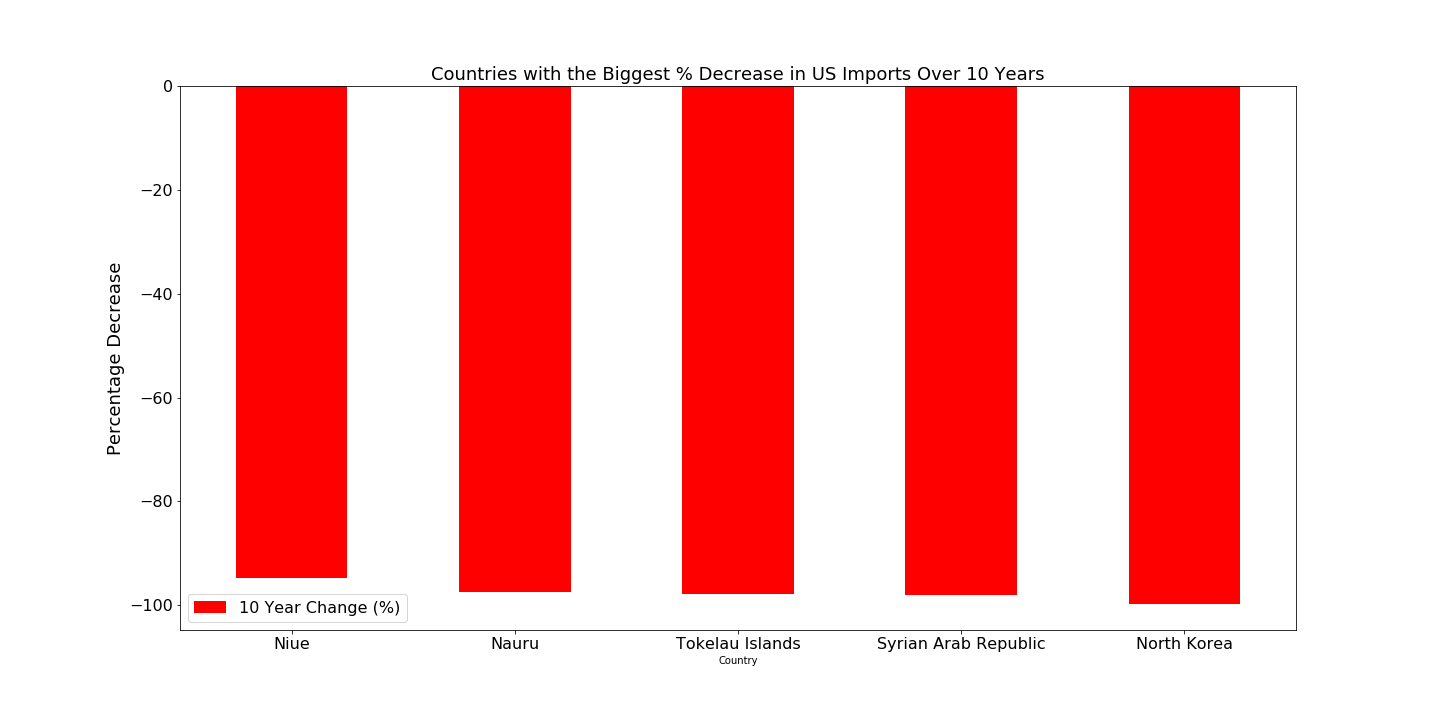 Countries with the Biggest % Decrease in US Imports Over 10 Years
0
−20
−40
−60
−80
−100
Percentage Decrease
10 Year Change (%)
Niue Nauru Tokelau Islands Syrian Arab Republic North Korea
Country